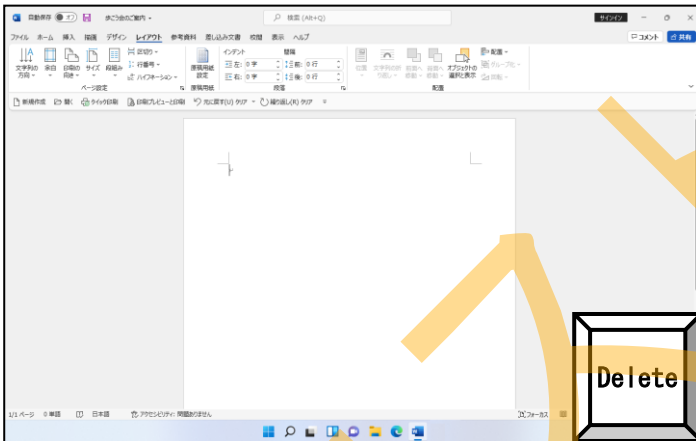 自動保存 オフ 歩こう会のご案内 検索 (Alt+Q) サインイン
ファイル ホーム 挿入 描画 デザイン レイアウト 参考資料 差し込み文書 校閲 表示 ヘルプ コメント 共有
文字列の方向 余白 印刷の向き サイズ 段組み 区切り 行番号 ハイフネーション
原稿用紙設定
インデント 間隔
左: 0 字 前: 0 行
右: 0 字 後: 0 行
位置 文字列の折り返し 前面へ移動 背面へ移動 オブジェクトの選択と表示 配置 グループ化 回転
ページ設定 原稿用紙 段落 配置
新規作成 開く クイック印刷 印刷プレビューと印刷 元に戻す(U) クリア 繰り返し(R) クリア
Delete
1/1 ページ 0 単語 日本語 アクセシビリティ: 問題ありません フォーカス